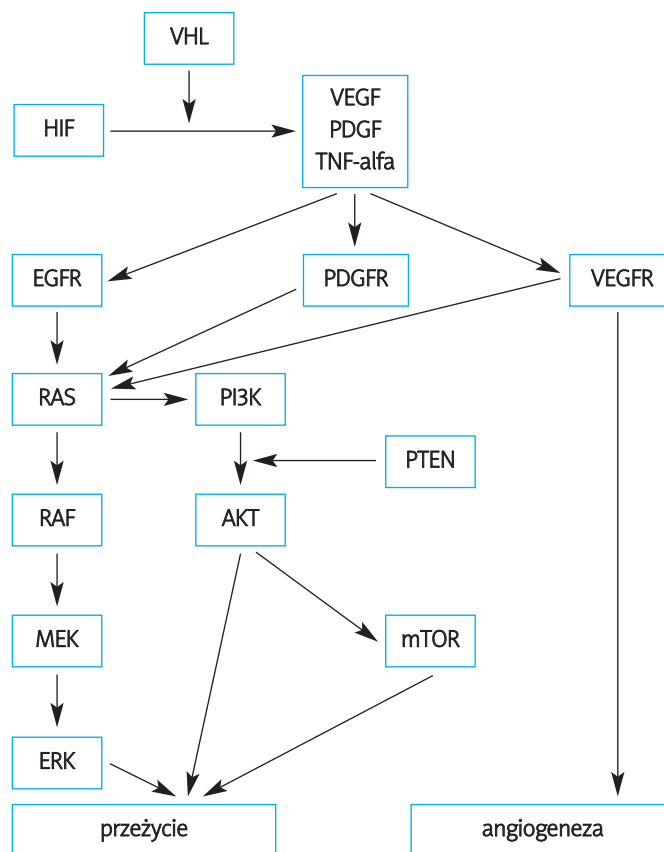 VHL
HIF
VEGF
PDGF
TNF-alfa
EGFR
PDGFR
VEGFR
RAS
PI3K
PTEN
RAF
AKT
MEK
mTOR
ERK
przeżycie
angiogeneza